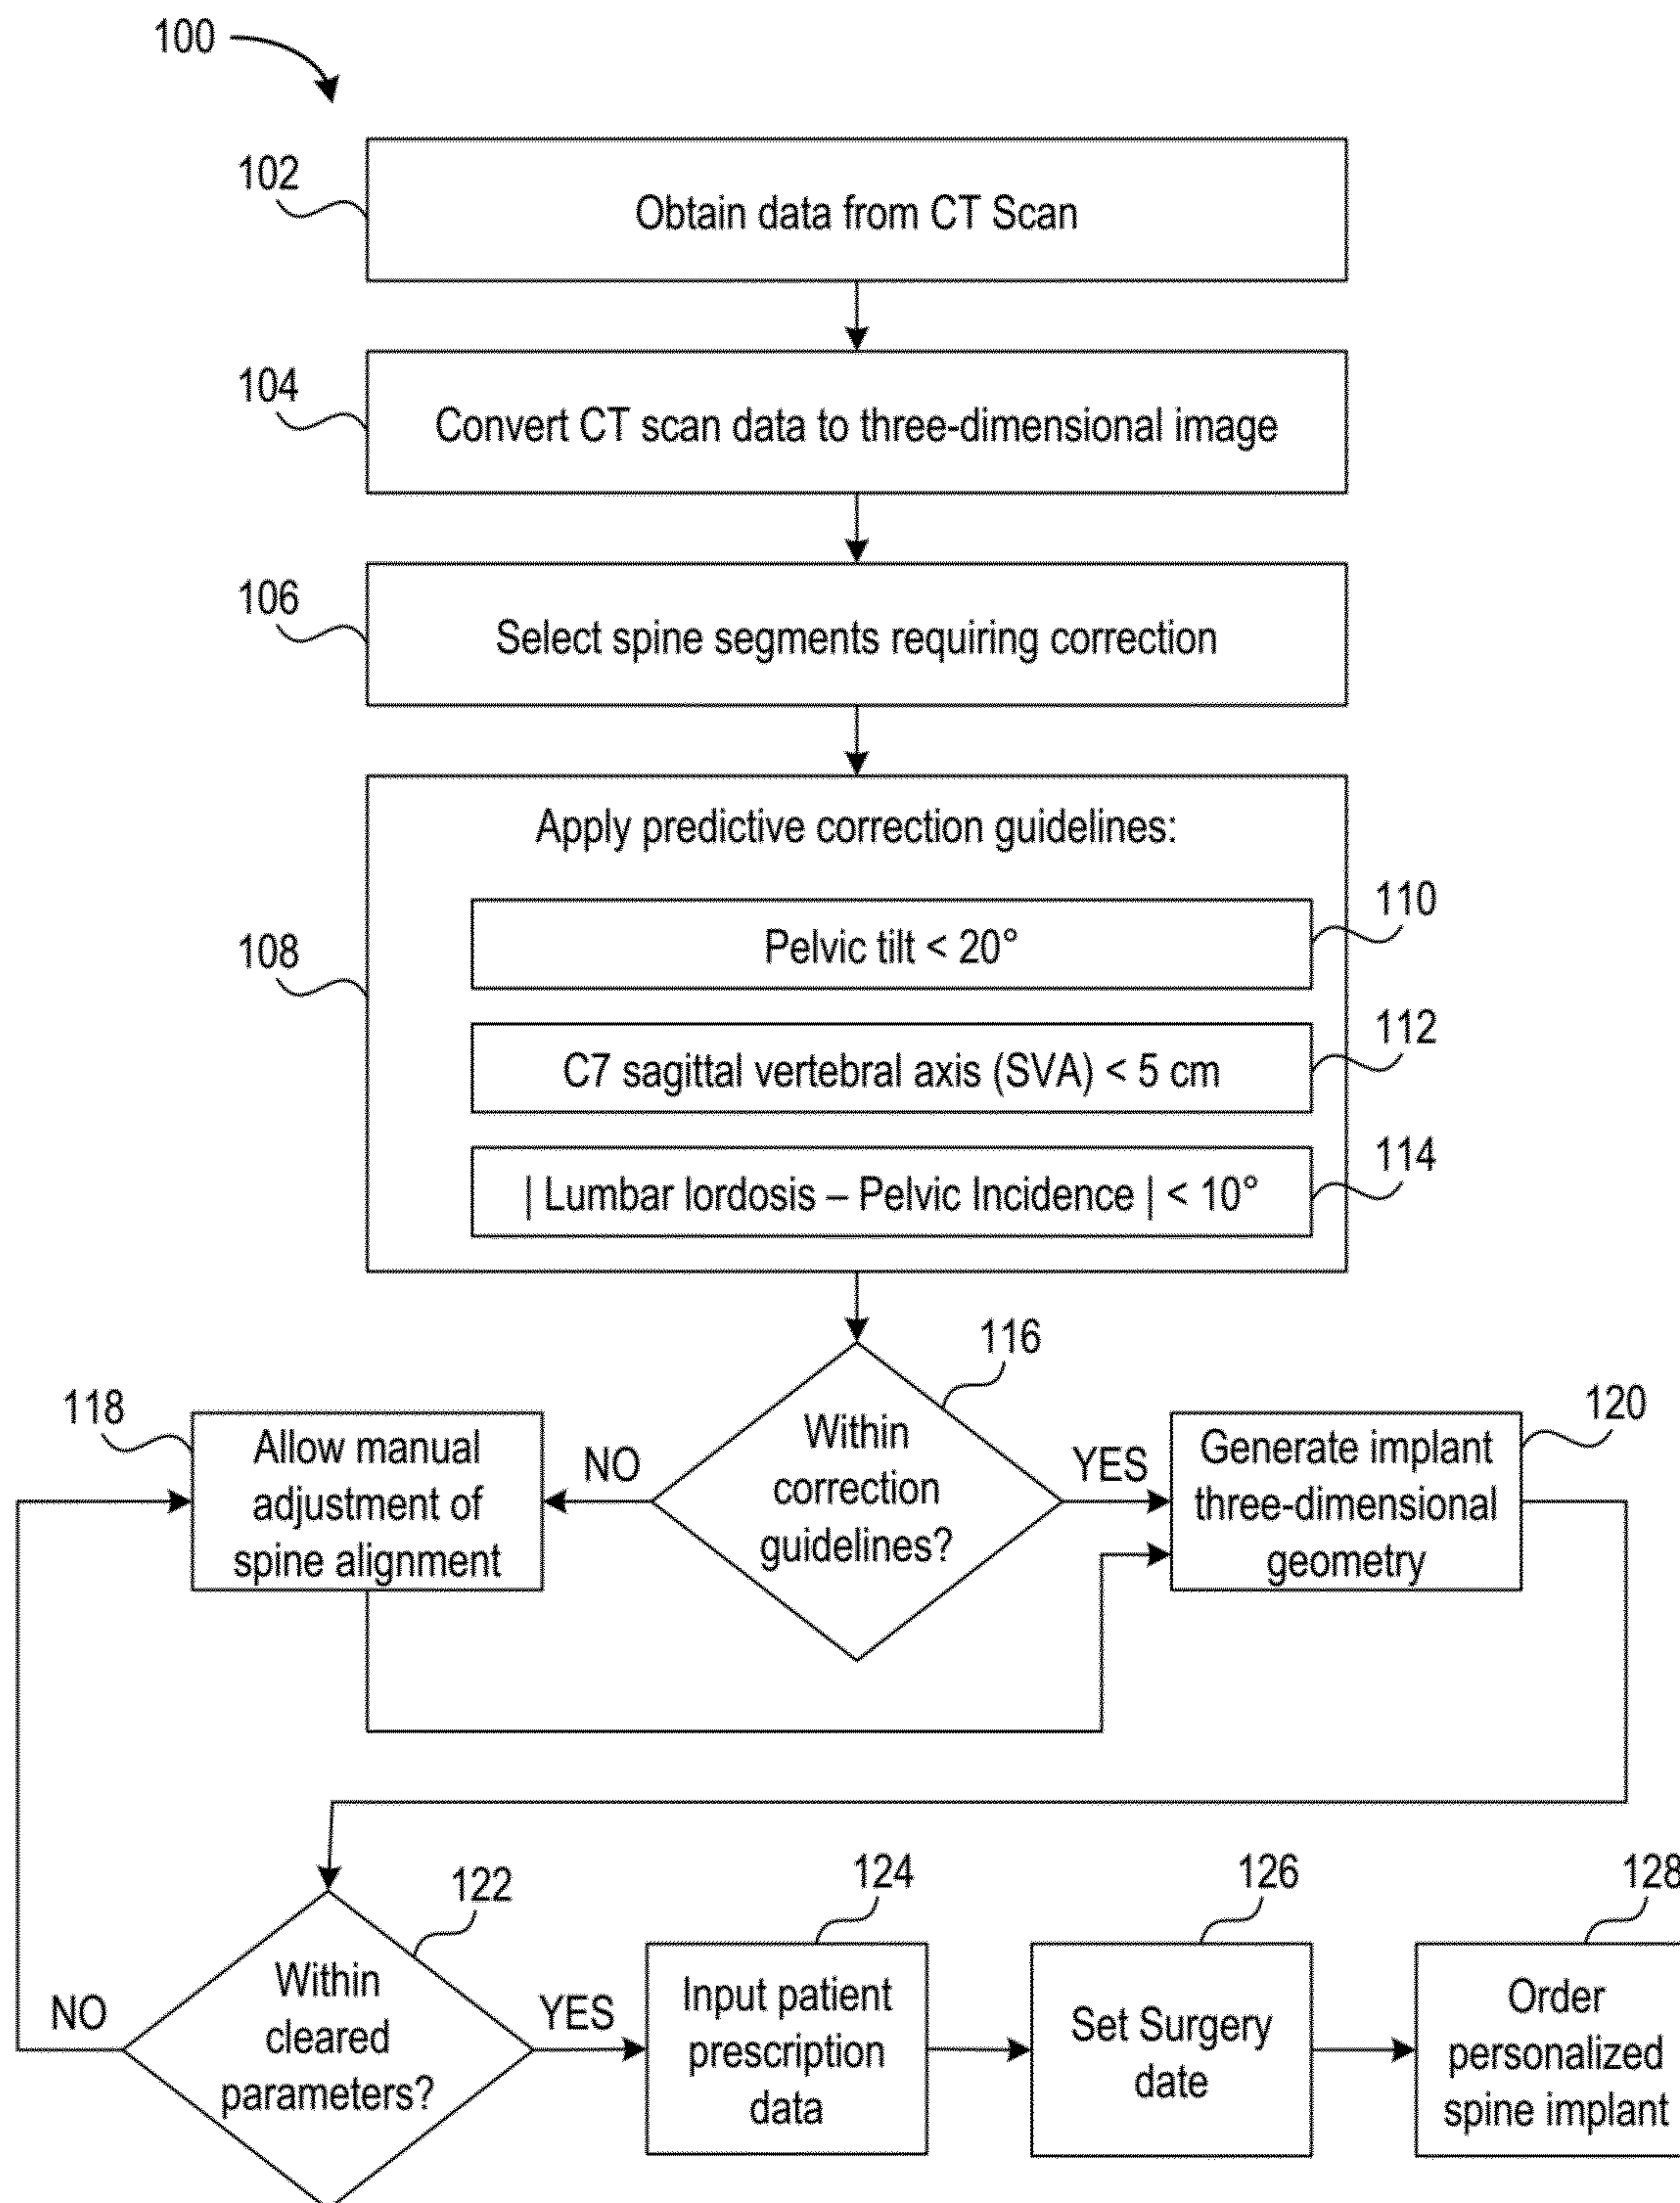 100
102
Obtain data from CT Scan
104
Convert CT scan data to three-dimensional image
106
Select spine segments requiring correction
108
Apply predictive correction guidelines:
110
Pelvic tilt < 20°
112
C7 sagittal vertebral axis (SVA) < 5 cm
114
| Lumbar lordosis – Pelvic Incidence | < 10°
116
Within
correction
guidelines?
NO
YES
118
Allow manual
adjustment of
spine alignment
120
Generate implant
three-dimensional
geometry
122
Within
cleared
parameters?
NO
YES
124
Input patient
prescription
data
126
Set Surgery
date
128
Order
personalized
spine implant